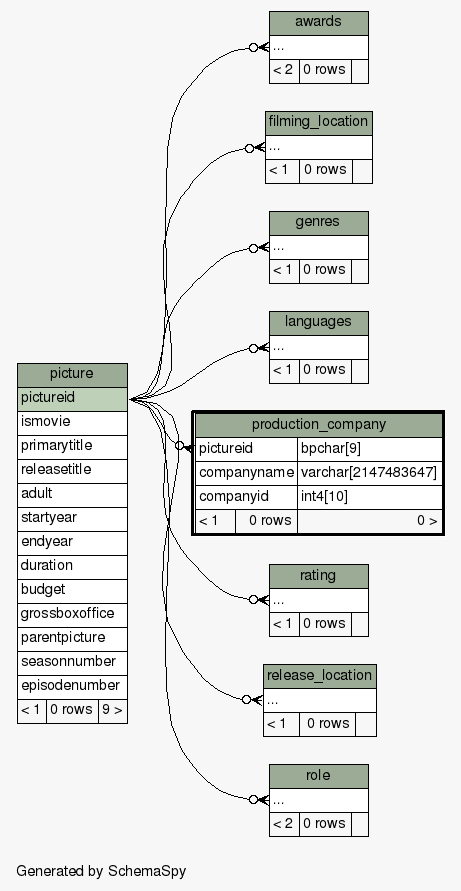 awards
...
< 2 0 rows
filming_location
...
< 1 0 rows
genres
...
< 1 0 rows
languages
...
< 1 0 rows
picture
pictureid
ismovie
primarytitle
releasetitle
adult
startyear
endyear
duration
budget
grossboxoffice
parentpicture
seasonnumber
episodenumber
< 1 0 rows 9 >
production_company
pictureid bpchar[9]
companyname varchar[2147483647]
companyid int4[10]
< 1 0 rows 0 >
rating
...
< 1 0 rows
release_location
...
< 1 0 rows
role
...
< 2 0 rows
Generated by SchemaSpy